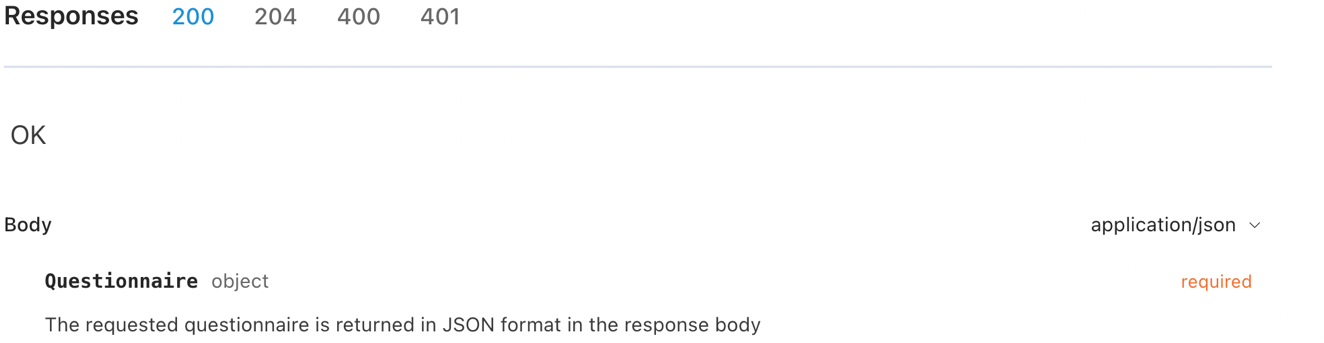 Responses 200 204 400 401
OK
Body application/json
Questionnaire object required
The requested questionnaire is returned in JSON format in the response body